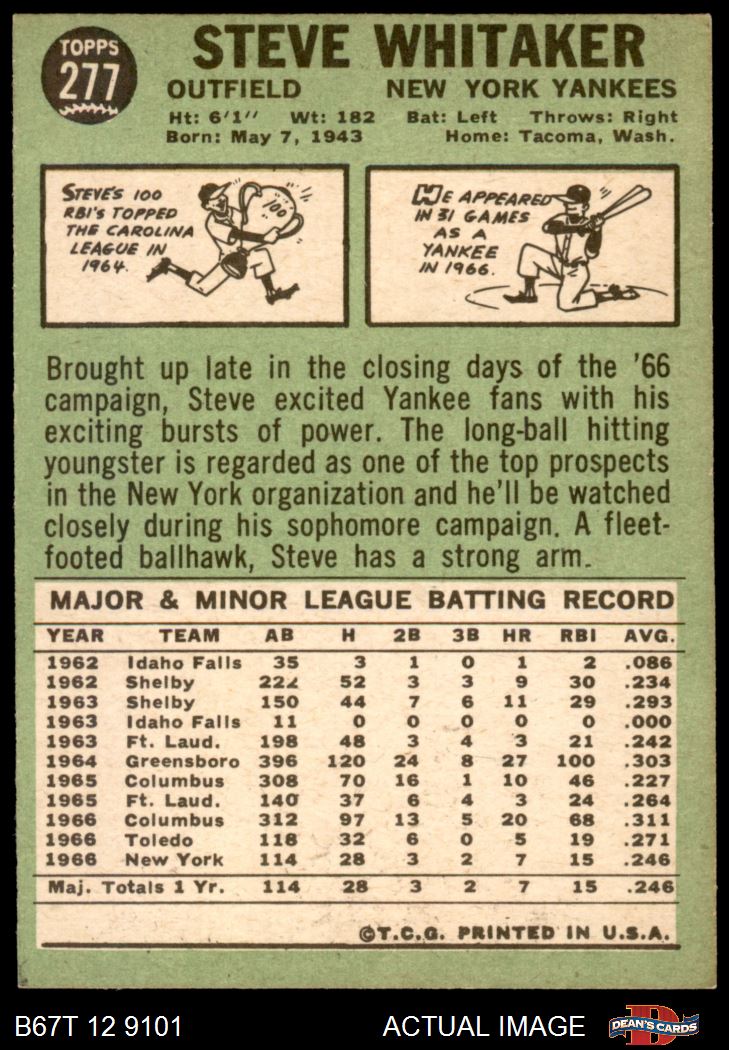 TOPPS
277
STEVE WHITAKER
OUTFIELD NEW YORK YANKEES
Ht: 6'1" Wt: 182 Bat: Left Throws: Right
Born: May 7, 1943 Home: Tacoma, Wash.
STEVE'S 100
RBI'S TOPPED
THE CAROLINA
LEAGUE IN
1964.
100
HE APPEARED
IN 31 GAMES
AS A
YANKEE
IN 1966.
Brought up late in the closing days of the '66
campaign, Steve excited Yankee fans with his
exciting bursts of power. The long-ball hitting
youngster is regarded as one of the top prospects
in the New York organization and he'll be watched
closely during his sophomore campaign. A fleet-
footed ballhawk, Steve has a strong arm.
MAJOR & MINOR LEAGUE BATTING RECORD
YEAR TEAM AB H 2B 3B HR RBI AVG.
1962 Idaho Falls 35 3 1 0 1 2 .086
1962 Shelby 222 52 3 3 9 30 .234
1963 Shelby 150 44 7 6 11 29 .293
1963 Idaho Falls 11 0 0 0 0 0 .000
1963 Ft. Laud. 198 48 3 4 3 21 .242
1964 Greensboro 396 120 24 8 27 100 .303
1965 Columbus 308 70 16 1 10 46 .227
1965 Ft. Laud. 140 37 6 4 3 24 .264
1966 Columbus 312 97 13 5 20 68 .311
1966 Toledo 118 32 6 0 5 19 .271
1966 New York 114 28 3 2 7 15 .246
Maj. Totals 1 Yr. 114 28 3 2 7 15 .246
©T.C.G. PRINTED IN U.S.A.
B67T 12 9101 ACTUAL IMAGE
D
DEAN'S CARDS